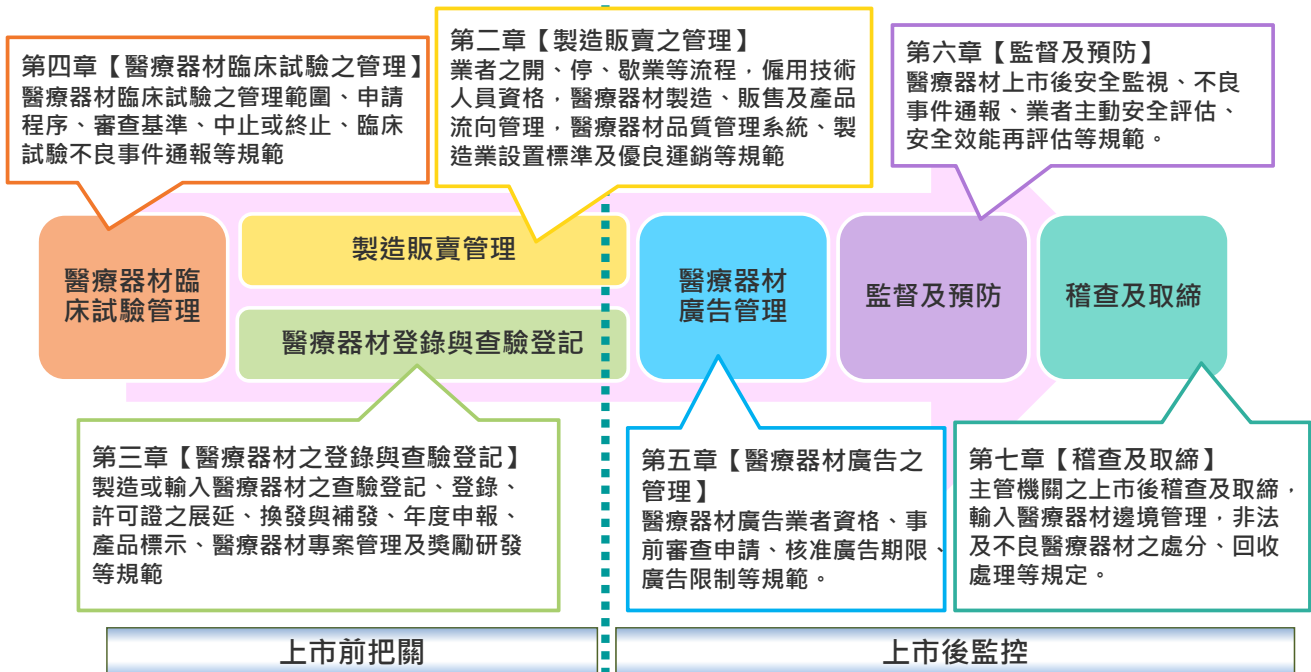 第四章【醫療器材臨床試驗之管理】
醫療器材臨床試驗之管理範圍、申請
程序、審查基準、中止或終止、臨床
試驗不良事件通報等規範
第二章【製造販賣之管理】
業者之開、停、歇業等流程，僱用技術
人員資格，醫療器材製造、販售及產品
流向管理，醫療器材品質管理系統、製
造業設置標準及優良運銷等規範
第六章【監督及預防】
醫療器材上市後安全監視、不良
事件通報、業者主動安全評估、
安全效能再評估等規範。
醫療器材臨
床試驗管理
製造販賣管理
醫療器材登錄與查驗登記
醫療器材
廣告管理
監督及預防
稽查及取締
第三章【醫療器材之登錄與查驗登記】
製造或輸入醫療器材之查驗登記、登錄、
許可證之展延、換發與補發、年度申報、
產品標示、醫療器材專案管理及獎勵研發
等規範
第五章【醫療器材廣告之
管理】
醫療器材廣告業者資格、事
前審查申請、核准廣告期限、
廣告限制等規範。
第七章【稽查及取締】
主管機關之上市後稽查及取締，
輸入醫療器材邊境管理，非法
及不良醫療器材之處分、回收
處理等規定。
上市前把關
上市後監控